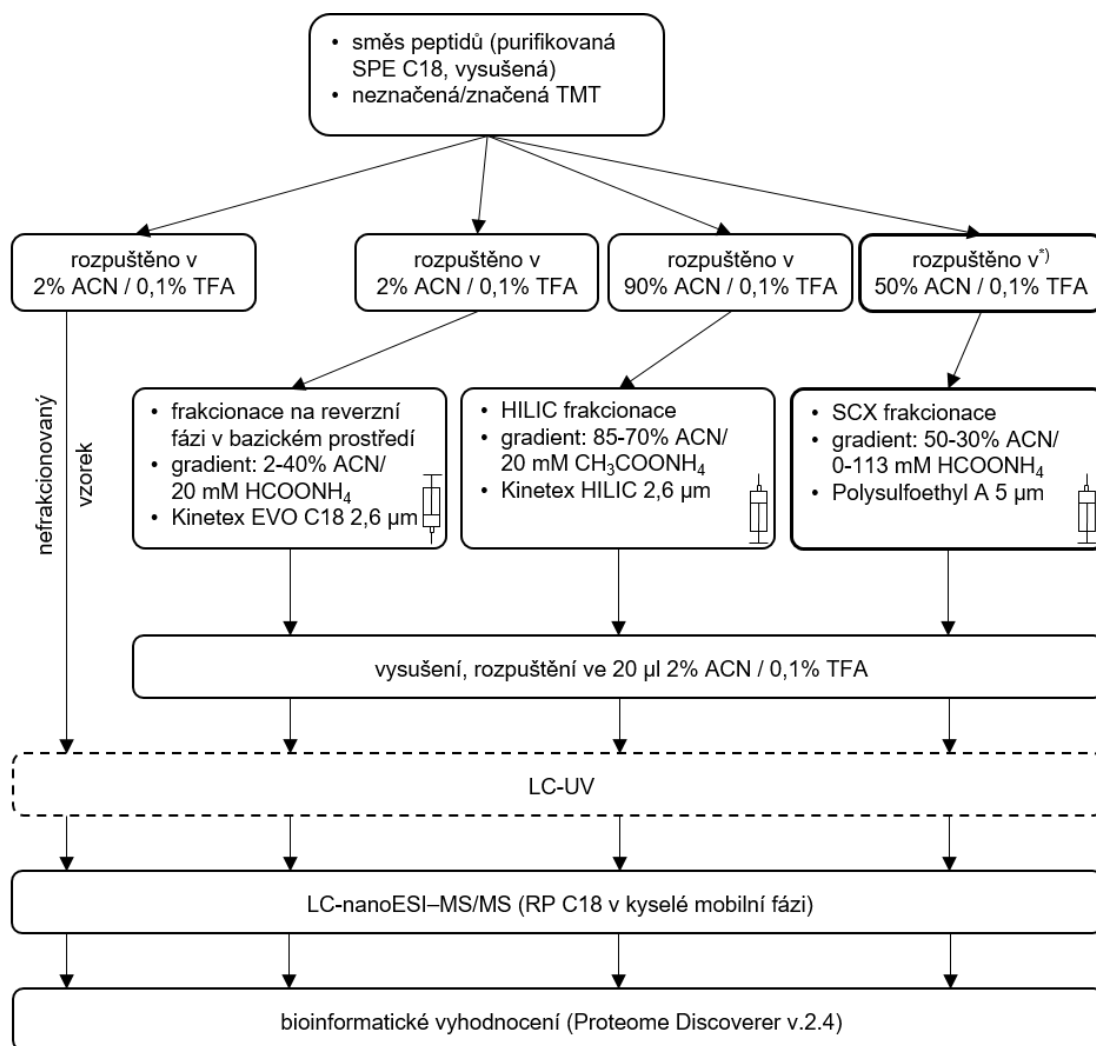 • směs peptidů (purifikovaná
SPE C18, vysušená)
• neznačená/značená TMT
rozpuštěno v
2% ACN / 0,1% TFA
rozpuštěno v
2% ACN / 0,1% TFA
rozpuštěno v
90% ACN / 0,1% TFA
rozpuštěno v*)
50% ACN / 0,1% TFA
nefrakcionovaný
vzorek
• frakcionace na reverzní
fázi v bazickém prostředí
• gradient: 2-40% ACN/
20 mM HCOONH₄
• Kinetex EVO C18 2,6 µm
• HILIC frakcionace
• gradient: 85-70% ACN/
20 mM CH₃COONH₄
• Kinetex HILIC 2,6 µm
• SCX frakcionace
• gradient: 50-30% ACN/
0-113 mM HCOONH₄
• Polysulfoethyl A 5 µm
vysušení, rozpuštění ve 20 µl 2% ACN / 0,1% TFA
LC-UV
LC-nanoESI–MS/MS (RP C18 v kyselé mobilní fázi)
bioinformatické vyhodnocení (Proteome Discoverer v.2.4)